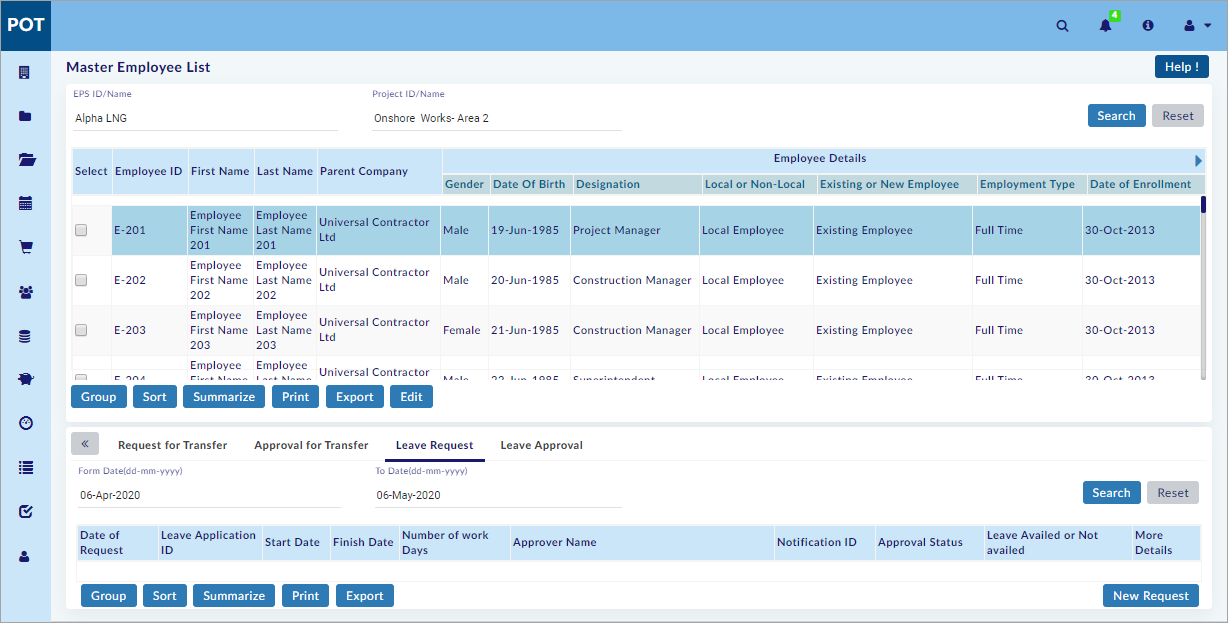 POT
4
Master Employee List
Help !
EPS ID/Name
Project ID/Name
Alpha LNG
Onshore Works- Area 2
Search
Reset
Select
Employee ID
First Name
Last Name
Parent Company
Employee Details
Gender
Date Of Birth
Designation
Local or Non-Local
Existing or New Employee
Employment Type
Date of Enrollment
E-201
Employee
First Name
201
Employee
Last Name
201
Universal Contractor
Ltd
Male
19-Jun-1985
Project Manager
Local Employee
Existing Employee
Full Time
30-Oct-2013
E-202
Employee
First Name
202
Employee
Last Name
202
Universal Contractor
Ltd
Male
20-Jun-1985
Construction Manager
Local Employee
Existing Employee
Full Time
30-Oct-2013
E-203
Employee
First Name
203
Employee
Last Name
203
Universal Contractor
Ltd
Female
21-Jun-1985
Construction Manager
Local Employee
Existing Employee
Full Time
30-Oct-2013
E-204
Employee
First Name
Employee
Last Name
Universal Contractor
Male
22-Jun-1985
Superintendent
Local Employee
Existing Employee
Full Time
30-Oct-2013
Group
Sort
Summarize
Print
Export
Edit
«
Request for Transfer
Approval for Transfer
Leave Request
Leave Approval
Form Date(dd-mm-yyyy)
To Date(dd-mm-yyyy)
06-Apr-2020
06-May-2020
Search
Reset
Date of
Request
Leave Application
ID
Start Date
Finish Date
Number of work
Days
Approver Name
Notification ID
Approval Status
Leave Availed or Not
availed
More
Details
Group
Sort
Summarize
Print
Export
New Request